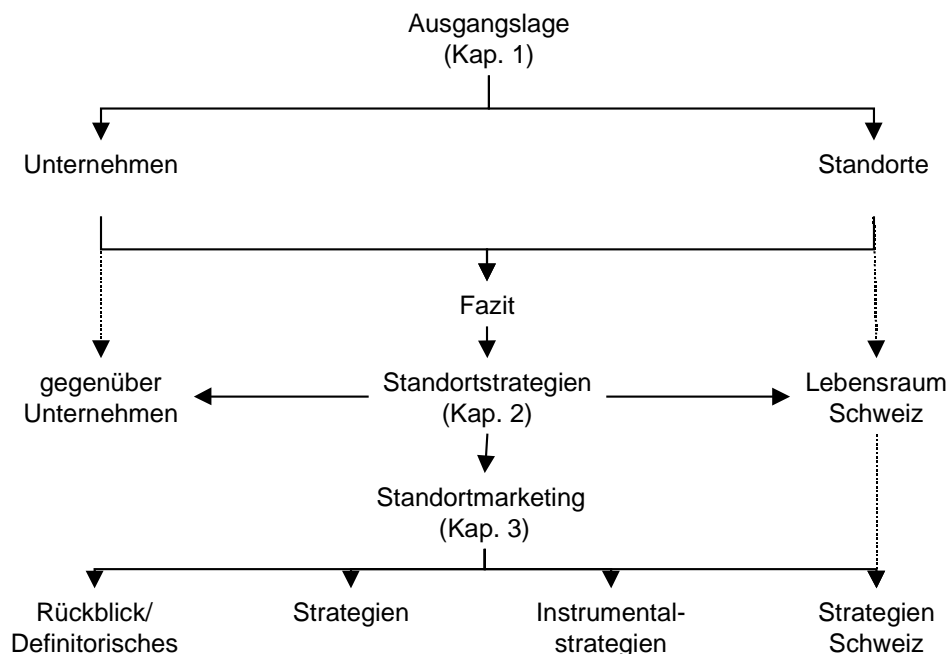 Ausgangslage
(Kap. 1)
Unternehmen
Standorte
Fazit
gegenüber
Unternehmen
Standortstrategien
(Kap. 2)
Lebensraum
Schweiz
Standortmarketing
(Kap. 3)
Rückblick/
Definitorisches
Strategien
Instrumental-
strategien
Strategien
Schweiz